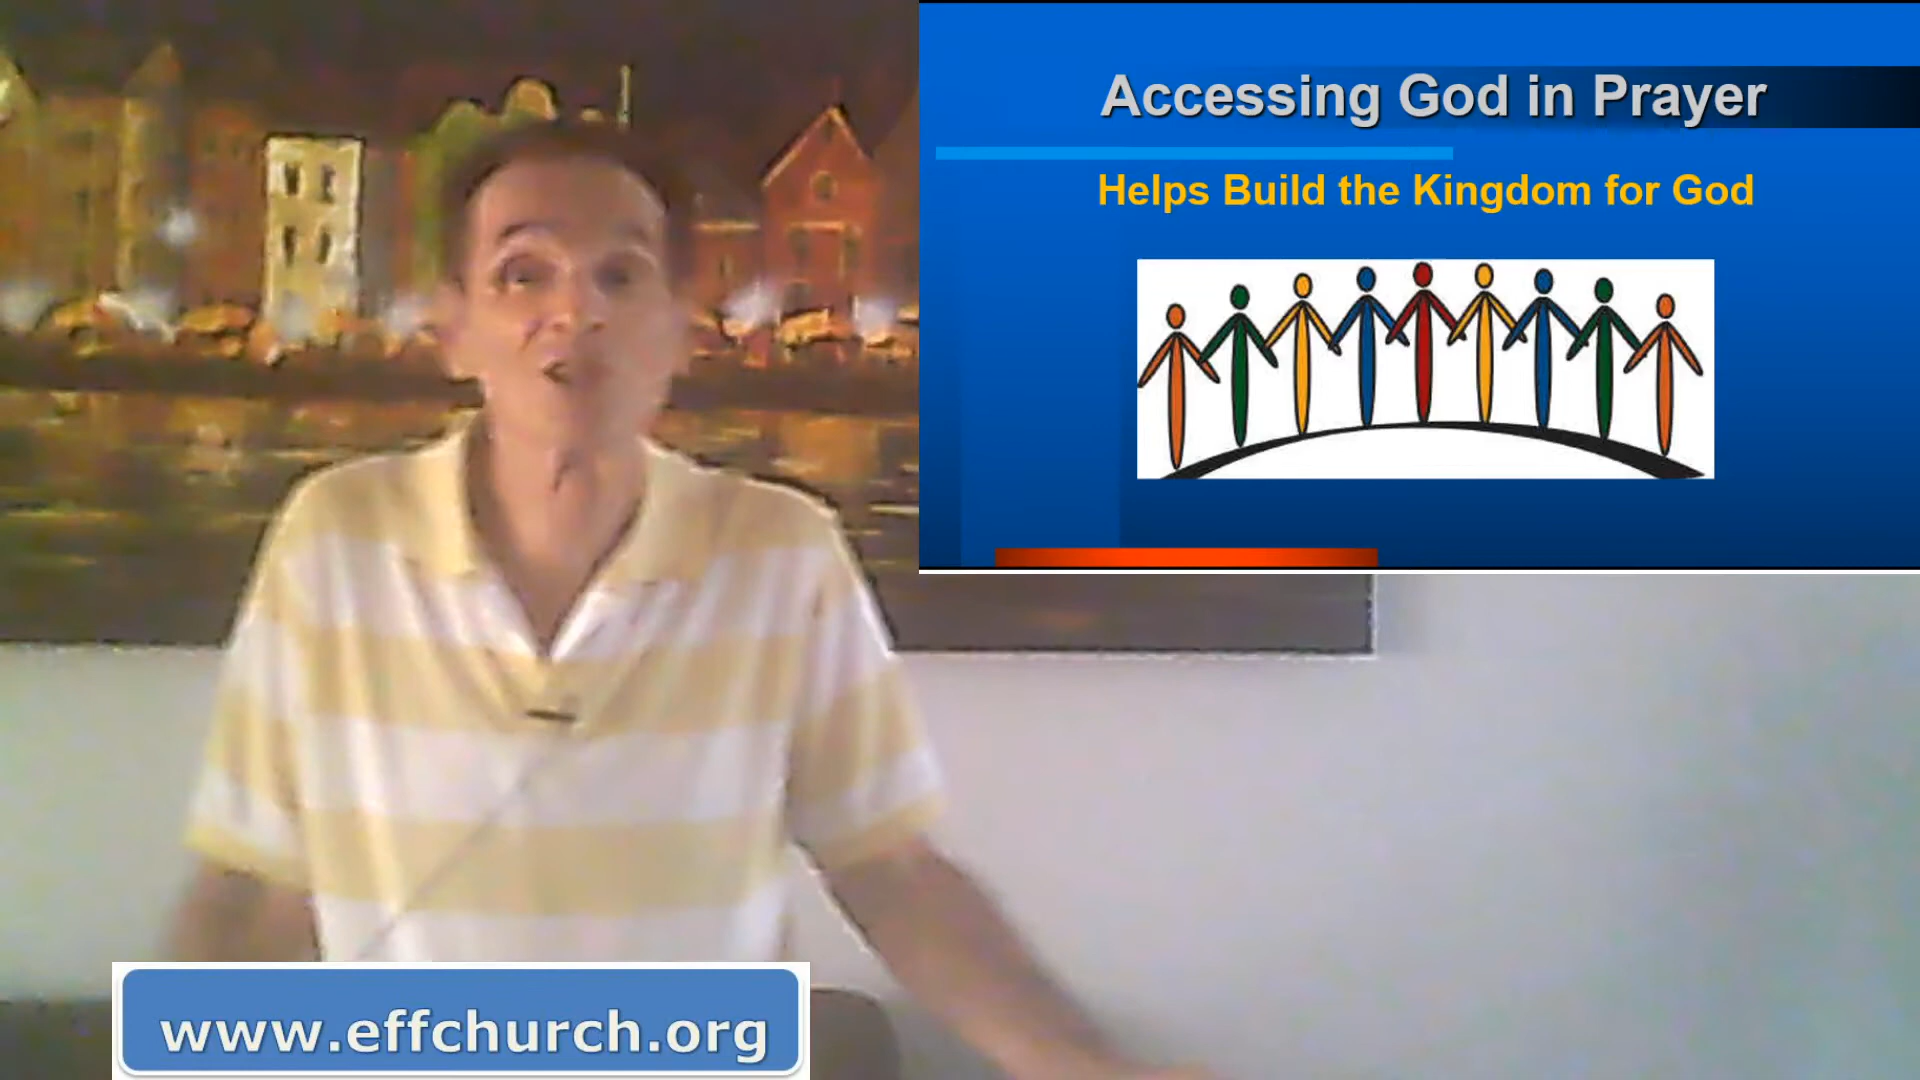 Accessing God in Prayer
Helps Build the Kingdom for God
www.effchurch.org